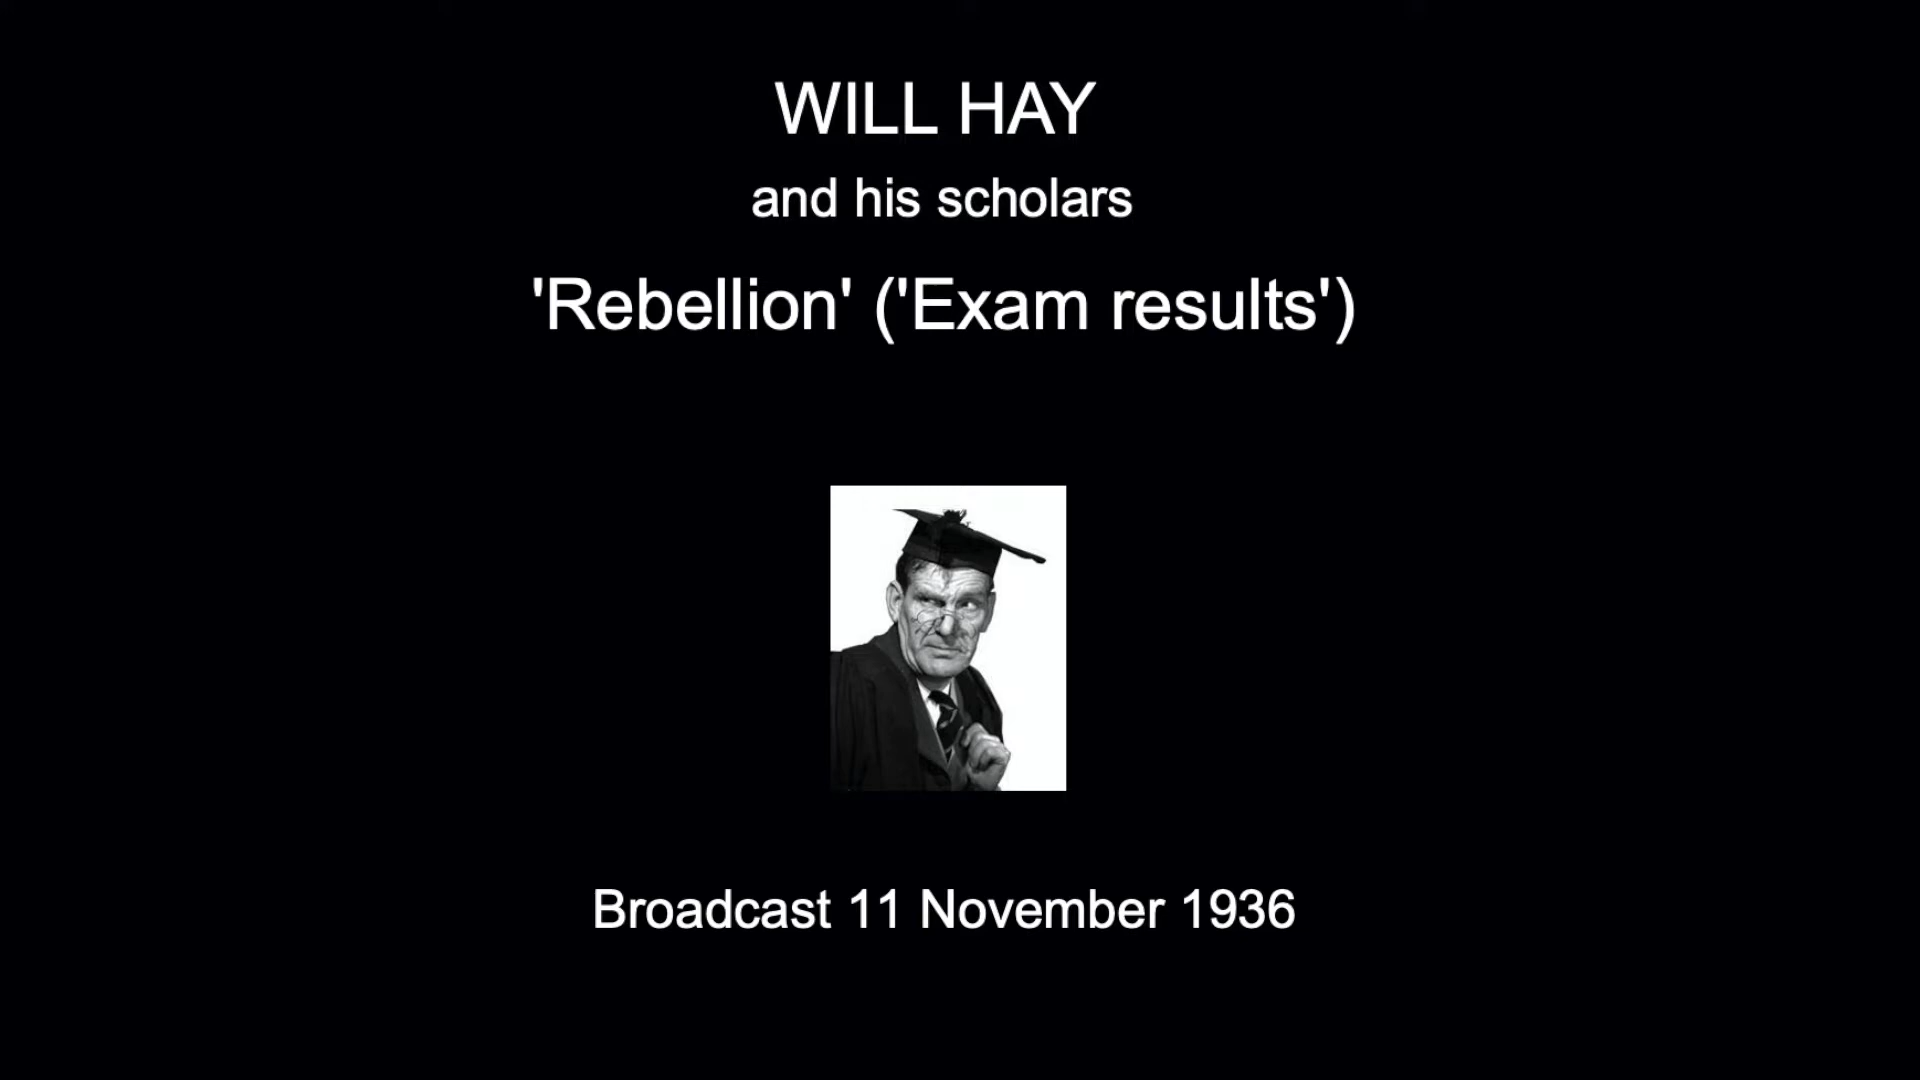 WILL HAY
and his scholars
'Rebellion' ('Exam results')
Broadcast 11 November 1936